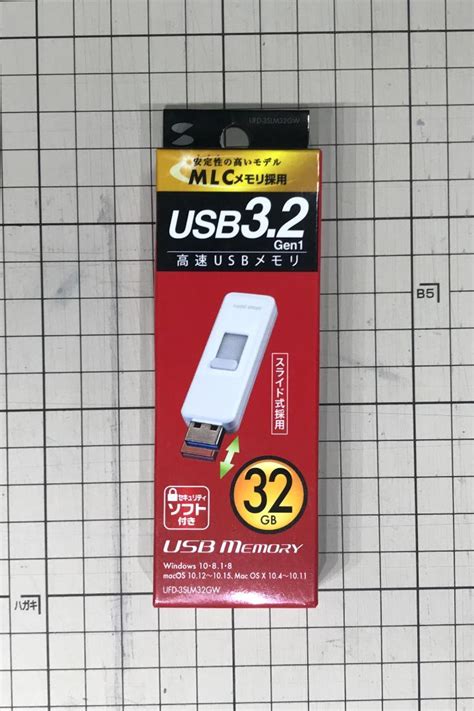 UFD-3SLM32GW
安定性の高いモデル
MLCメモリ採用
USB3.2
Gen1
高速USBメモリ
B5
スライド式採用
セキュリティ
ソフト
付き
32
GB
USB MEMORY
Windows 10・8.1・8
macOS 10.12〜10.15, Mac OS X 10.4〜10.11
UFD-3SLM32GW
ハガキ